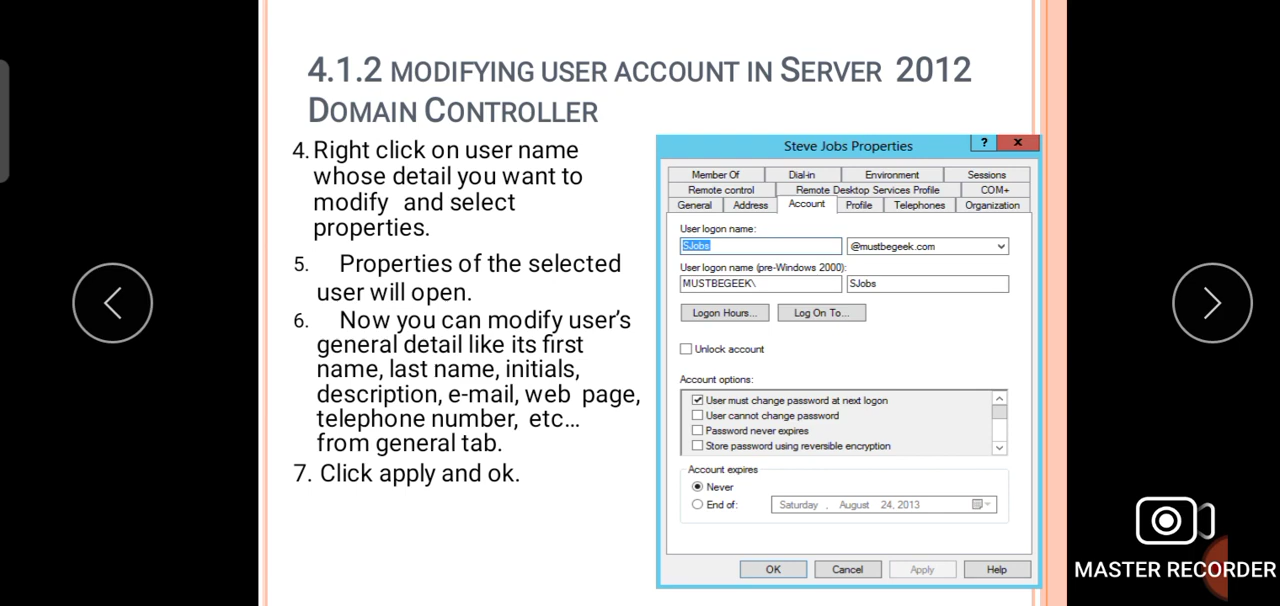 4.1.2 MODIFYING USER ACCOUNT IN SERVER 2012
DOMAIN CONTROLLER
4. Right click on user name
whose detail you want to
modify and select
properties.
5. Properties of the selected
user will open.
6. Now you can modify user's
general detail like its first
name, last name, initials,
description, e-mail, web page,
telephone number, etc...
from general tab.
7. Click apply and ok.
Steve Jobs Properties
? x
Member Of Dial-in Environment Sessions
Remote control Remote Desktop Services Profile COM+
General Address Account Profile Telephones Organization
User logon name:
SJobs @mustbegeek.com
User logon name (pre-Windows 2000):
MUSTBEGEEK\ SJobs
Logon Hours... Log On To...
Unlock account
Account options:
User must change password at next logon
User cannot change password
Password never expires
Store password using reversible encryption
Account expires
Never
End of: Saturday , August 24, 2013
OK Cancel Apply Help
MASTER RECORDER